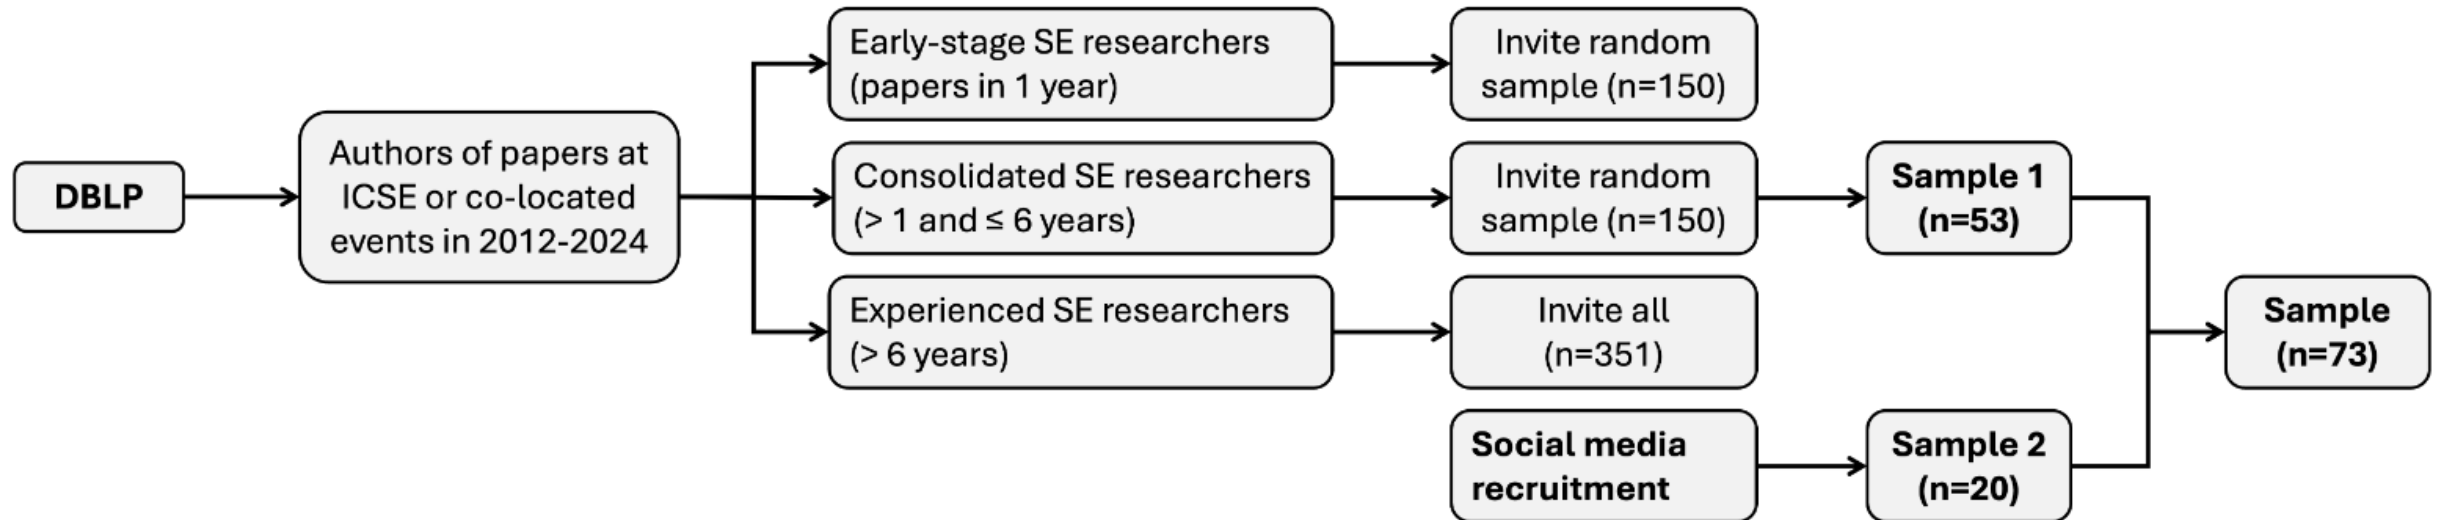 DBLP
Authors of papers at
ICSE or co-located
events in 2012-2024
Early-stage SE researchers
(papers in 1 year)
Invite random
sample (n=150)
Consolidated SE researchers
(> 1 and ≤ 6 years)
Invite random
sample (n=150)
Sample 1
(n=53)
Experienced SE researchers
(> 6 years)
Invite all
(n=351)
Social media
recruitment
Sample 2
(n=20)
Sample
(n=73)